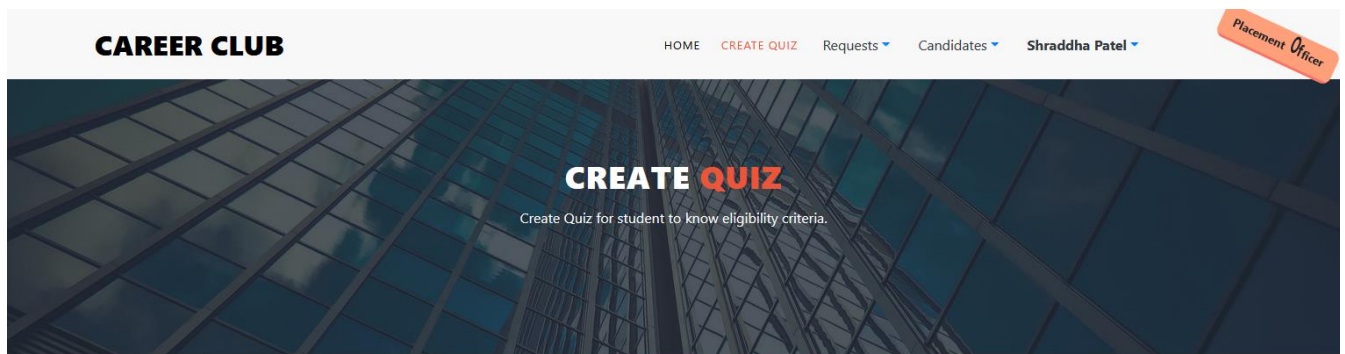 CAREER CLUB
HOME CREATE QUIZ Requests Candidates Shraddha Patel
Placement Officer
CREATE QUIZ
Create Quiz for student to know eligibility criteria.